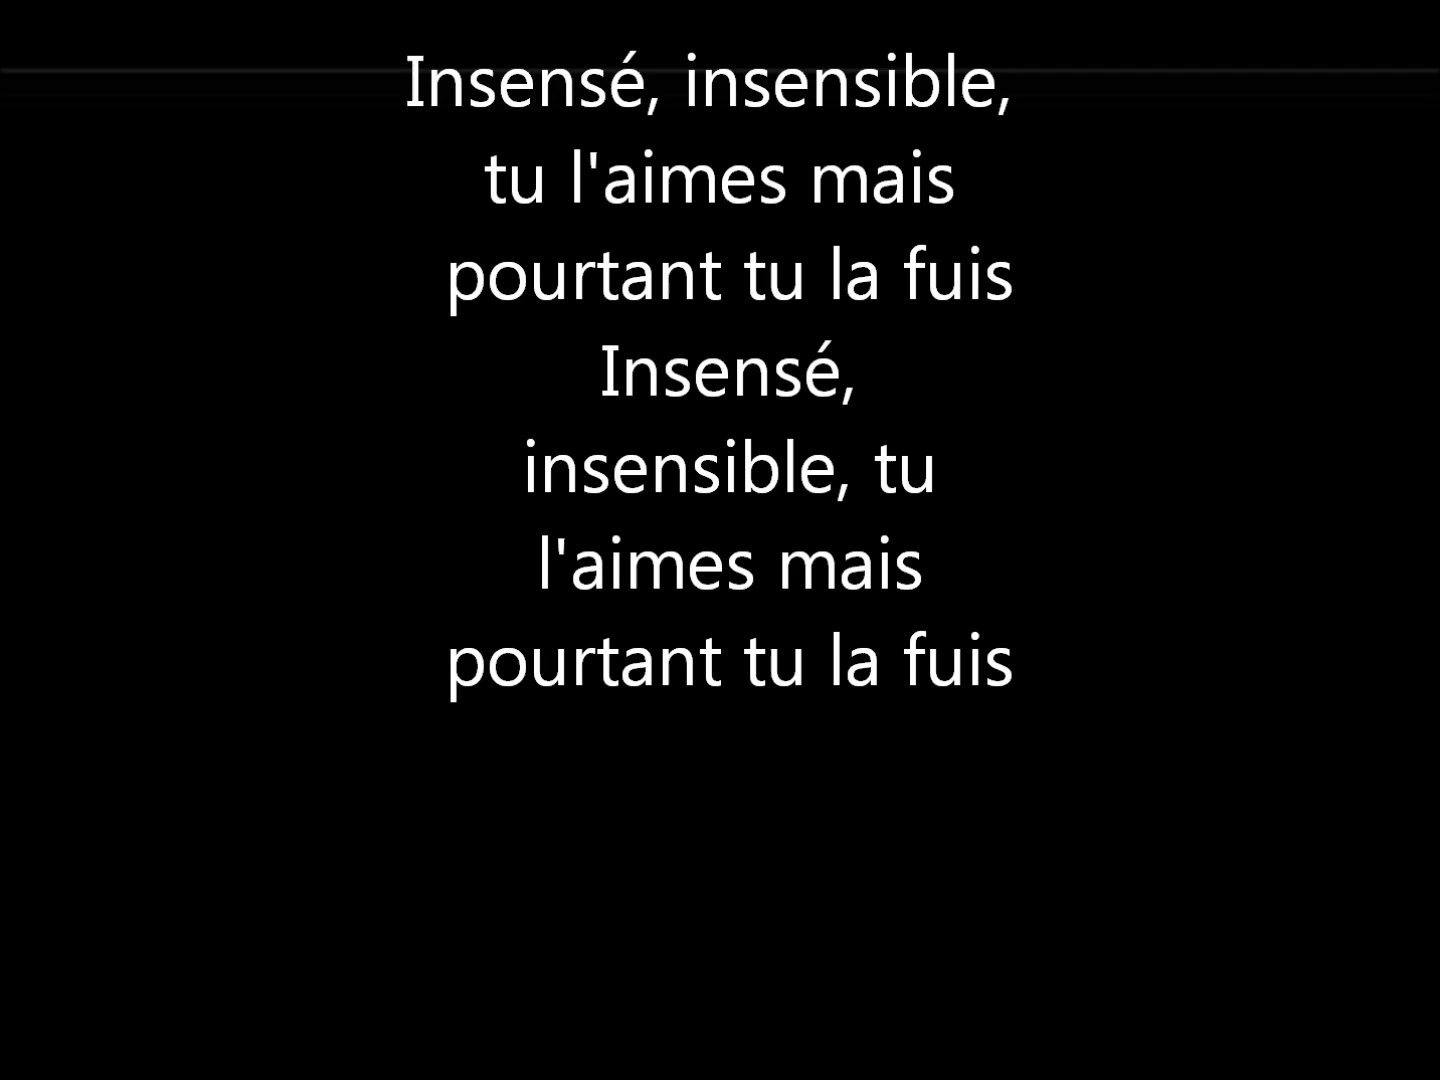 Insensé, insensible,
tu l'aimes mais
pourtant tu la fuis
Insensé,
insensible, tu
l'aimes mais
pourtant tu la fuis